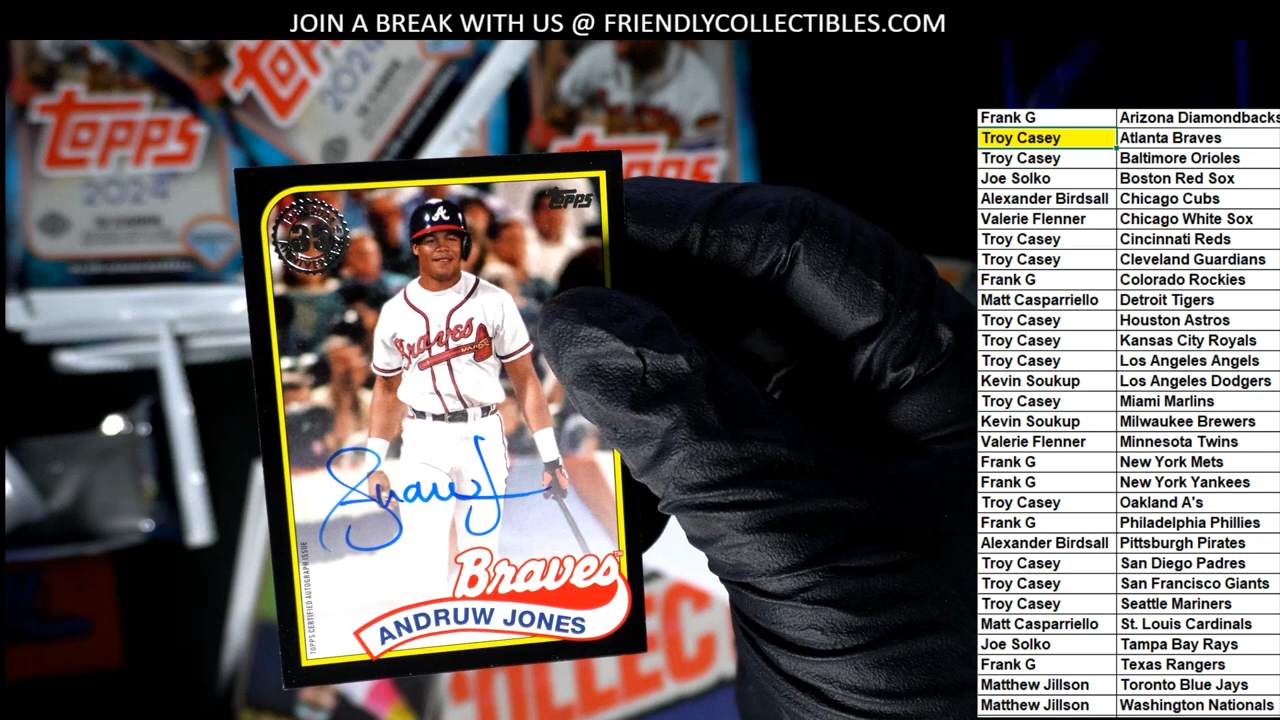 JOIN A BREAK WITH US @ FRIENDLYCOLLECTIBLES.COM
topps
2024
topps
2024
topps
35
Topps
Braves
TOPPS CERTIFIED AUTOGRAPH ISSUE
Braves™
ANDRUW JONES
COLLEC
Frank G Arizona Diamondbacks
Troy Casey Atlanta Braves
Troy Casey Baltimore Orioles
Joe Solko Boston Red Sox
Alexander Birdsall Chicago Cubs
Valerie Flenner Chicago White Sox
Troy Casey Cincinnati Reds
Troy Casey Cleveland Guardians
Frank G Colorado Rockies
Matt Casparriello Detroit Tigers
Troy Casey Houston Astros
Troy Casey Kansas City Royals
Troy Casey Los Angeles Angels
Kevin Soukup Los Angeles Dodgers
Troy Casey Miami Marlins
Kevin Soukup Milwaukee Brewers
Valerie Flenner Minnesota Twins
Frank G New York Mets
Frank G New York Yankees
Troy Casey Oakland A's
Frank G Philadelphia Phillies
Alexander Birdsall Pittsburgh Pirates
Troy Casey San Diego Padres
Troy Casey San Francisco Giants
Troy Casey Seattle Mariners
Matt Casparriello St. Louis Cardinals
Joe Solko Tampa Bay Rays
Frank G Texas Rangers
Matthew Jillson Toronto Blue Jays
Matthew Jillson Washington Nationals